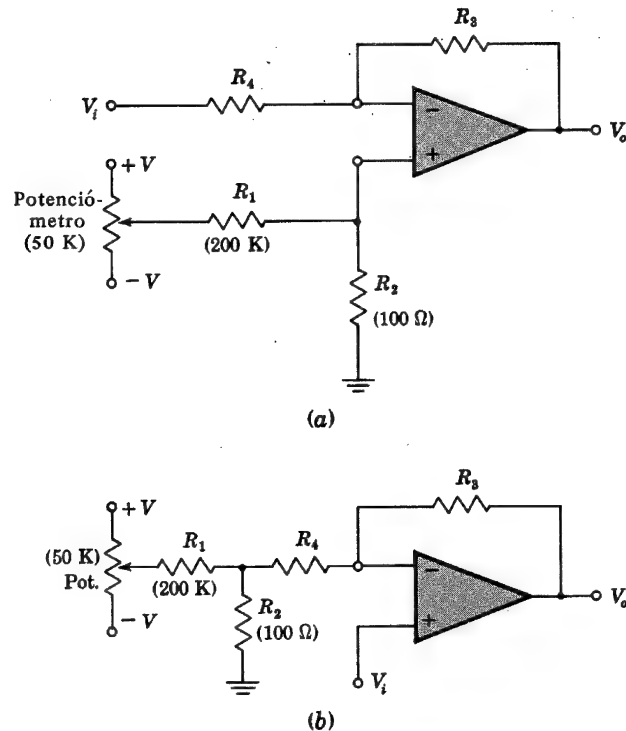 R₃
R₄
Vᵢ
−
+
Vₒ
+ V
Potenció-
metro
(50 K)
R₁
(200 K)
− V
R₂
(100 Ω)
(a)
R₃
+ V
R₁
R₄
(50 K)
Pot.
(200 K)
−
Vₒ
R₂
(100 Ω)
+
− V
Vᵢ
(b)